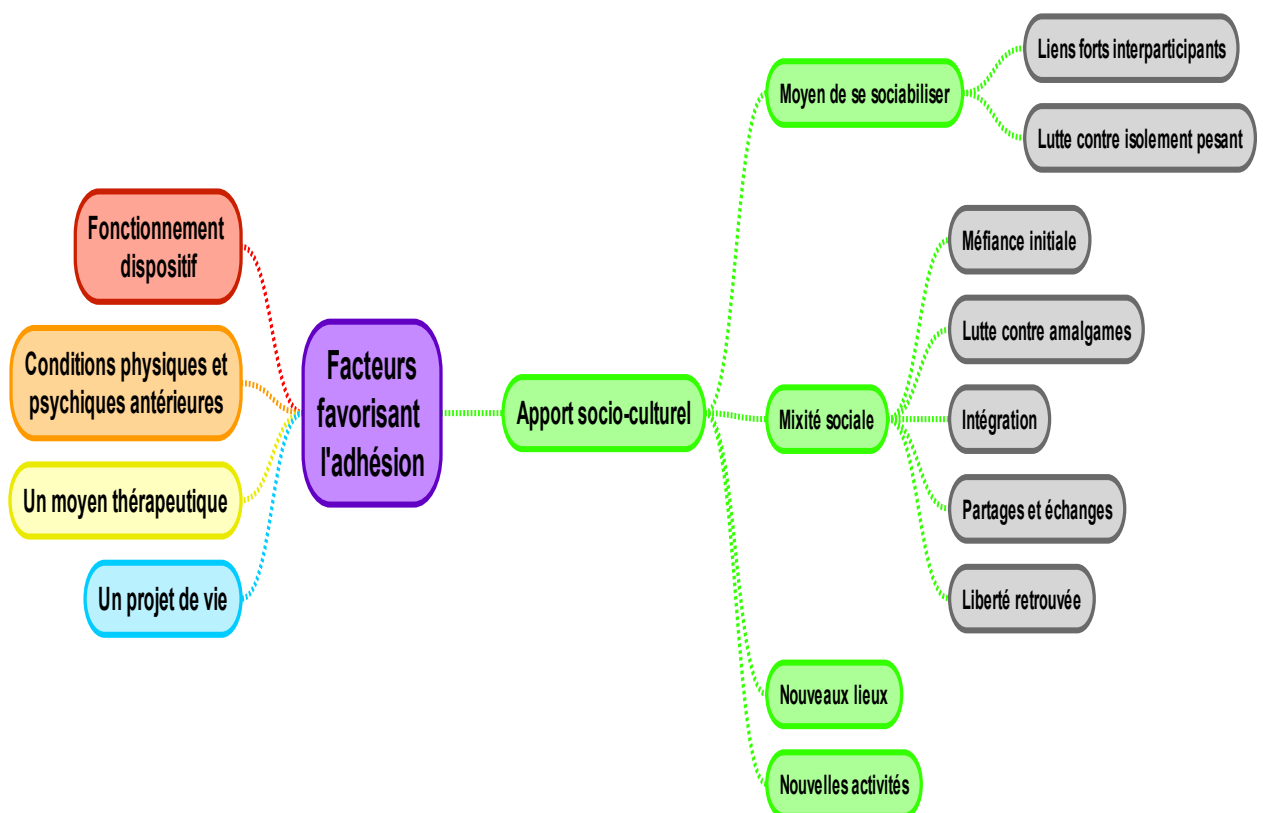 Fonctionnement
dispositif
Conditions physiques et
psychiques antérieures
Un moyen thérapeutique
Un projet de vie
Facteurs
favorisant
l'adhésion
Apport socio-culturel
Moyen de se sociabiliser
Liens forts interparticipants
Lutte contre isolement pesant
Mixité sociale
Méfiance initiale
Lutte contre amalgames
Intégration
Partages et échanges
Liberté retrouvée
Nouveaux lieux
Nouvelles activités